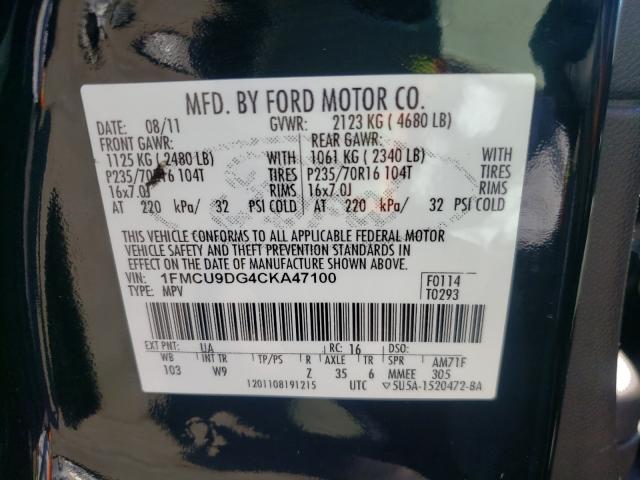 MFD. BY FORD MOTOR CO.
DATE: 08/11 GVWR: 2123 KG ( 4680 LB)
FRONT GAWR: REAR GAWR:
1125 KG ( 2480 LB) WITH 1061 KG ( 2340 LB) WITH
P235/70R16 104T TIRES P235/70R16 104T TIRES
16x7.0J RIMS 16x7.0J RIMS
AT 220 kPa/ 32 PSI COLD AT 220 kPa/ 32 PSI COLD
THIS VEHICLE CONFORMS TO ALL APPLICABLE FEDERAL MOTOR
VEHICLE SAFETY AND THEFT PREVENTION STANDARDS IN
EFFECT ON THE DATE OF MANUFACTURE SHOWN ABOVE.
VIN: 1FMCU9DG4CKA47100 F0114
TYPE: MPV T0293
EXT PNT: UA RC: 16 DSO:
WB INT TR TP/PS R AXLE TR SPR AM71F
103 W9 Z 35 6 MMEE 305
1201108191215 UTC 5U5A-1520472-BA